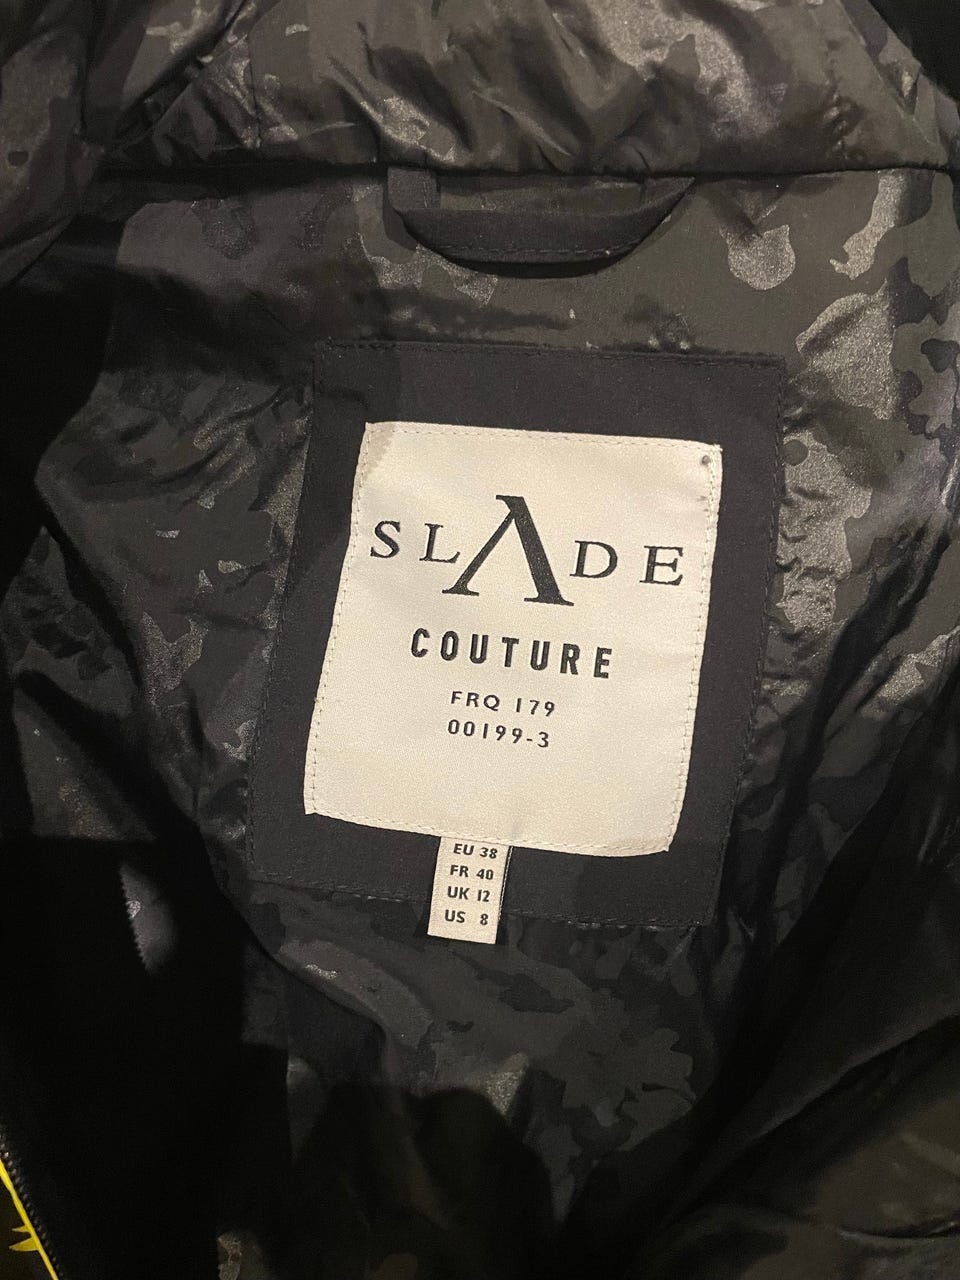 SLΛDE
COUTURE
FRQ 179
00199-3
EU 38
FR 40
UK 12
US 8